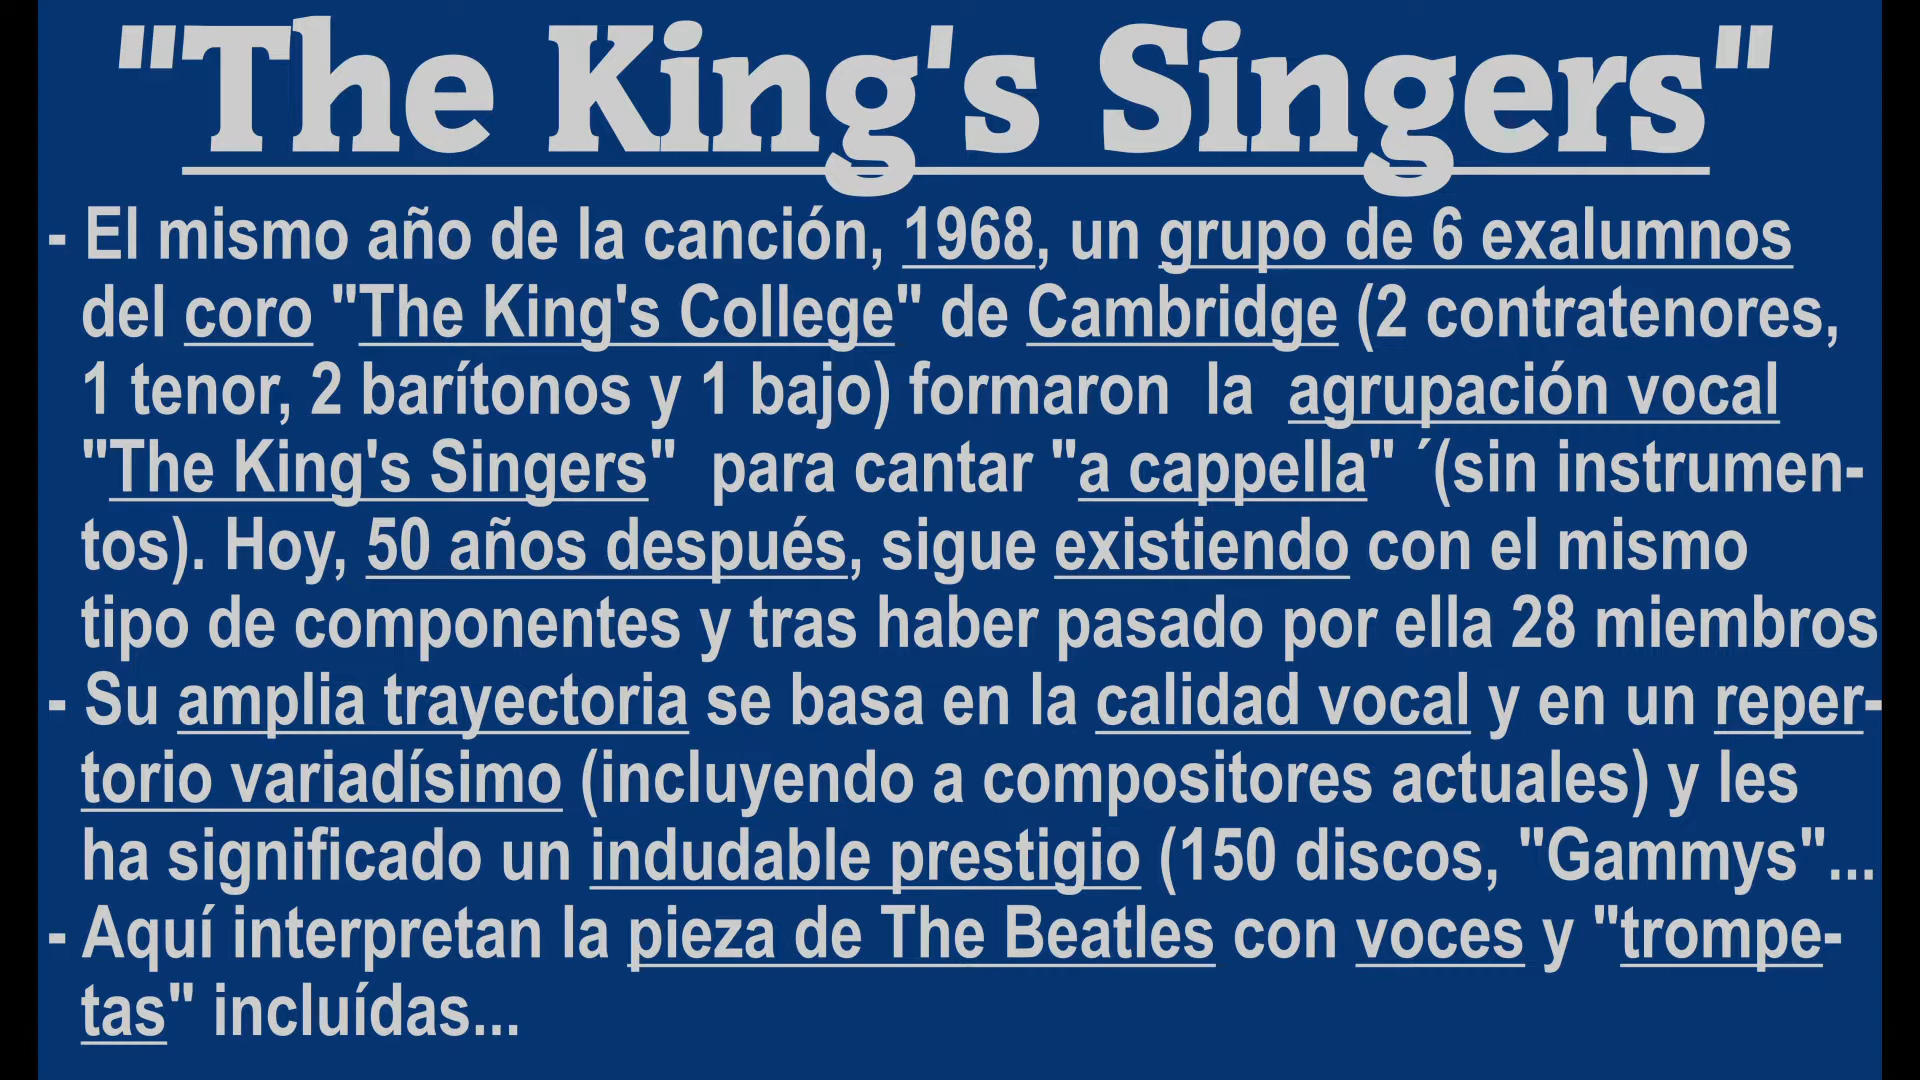 "The King's Singers"
- El mismo año de la canción, 1968, un grupo de 6 exalumnos
del coro "The King's College" de Cambridge (2 contratenores,
1 tenor, 2 barítonos y 1 bajo) formaron la agrupación vocal
"The King's Singers" para cantar "a cappella" ´(sin instrumen-
tos). Hoy, 50 años después, sigue existiendo con el mismo
tipo de componentes y tras haber pasado por ella 28 miembros
- Su amplia trayectoria se basa en la calidad vocal y en un reper-
torio variadísimo (incluyendo a compositores actuales) y les
ha significado un indudable prestigio (150 discos, "Gammys"...
- Aquí interpretan la pieza de The Beatles con voces y "trompe-
tas" incluídas...